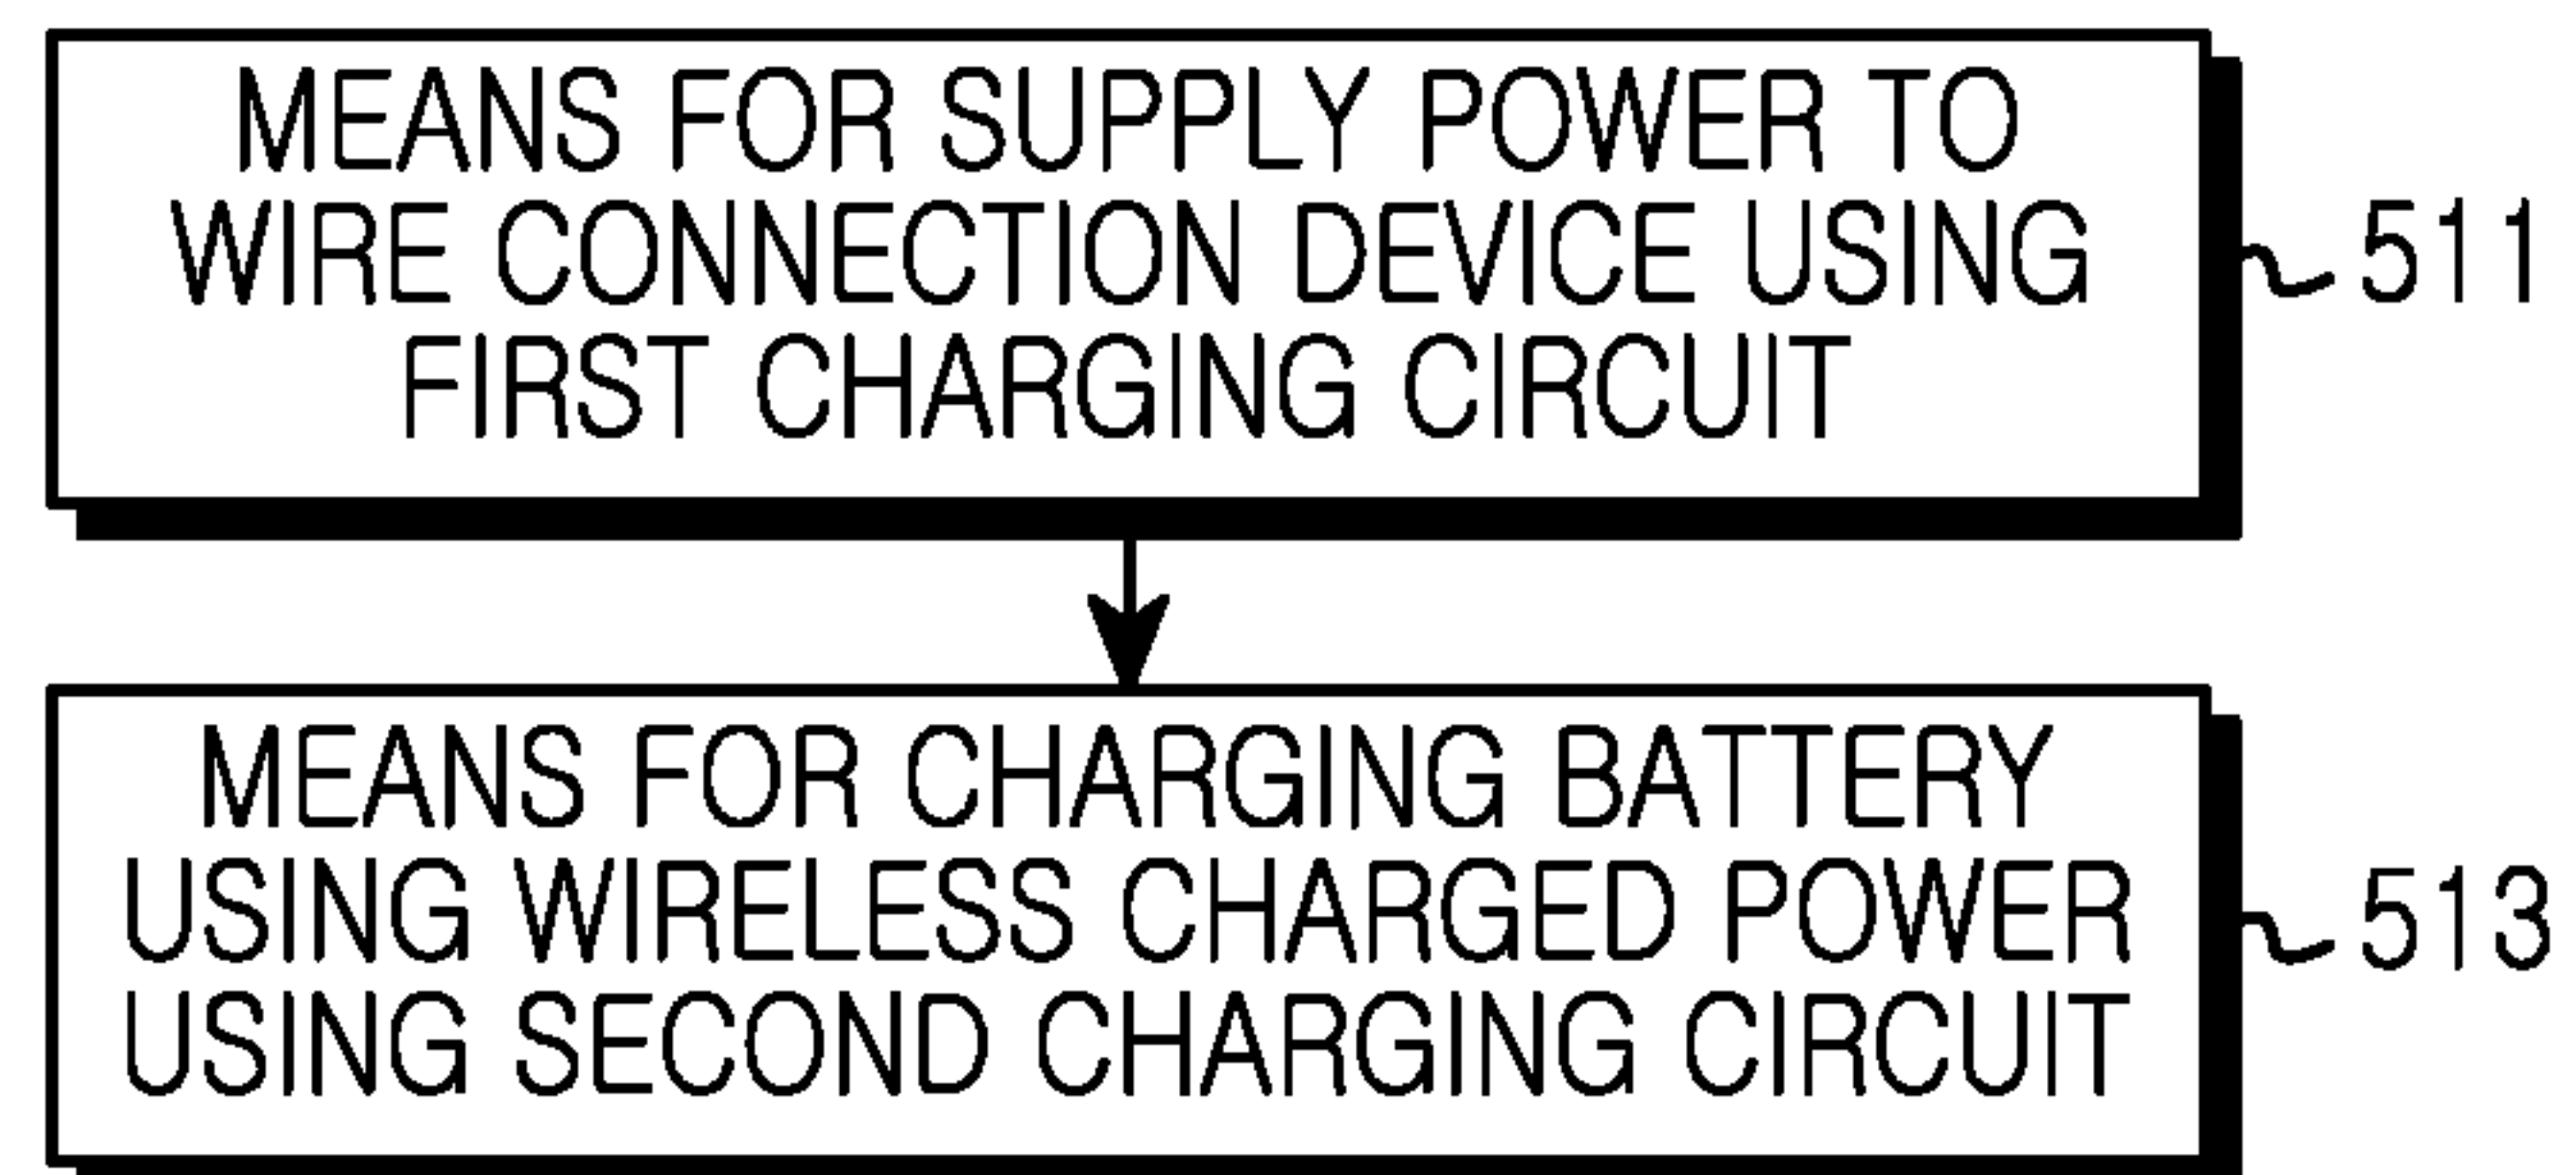 MEANS FOR SUPPLY POWER TO
WIRE CONNECTION DEVICE USING
FIRST CHARGING CIRCUIT
511
MEANS FOR CHARGING BATTERY
USING WIRELESS CHARGED POWER
USING SECOND CHARGING CIRCUIT
513